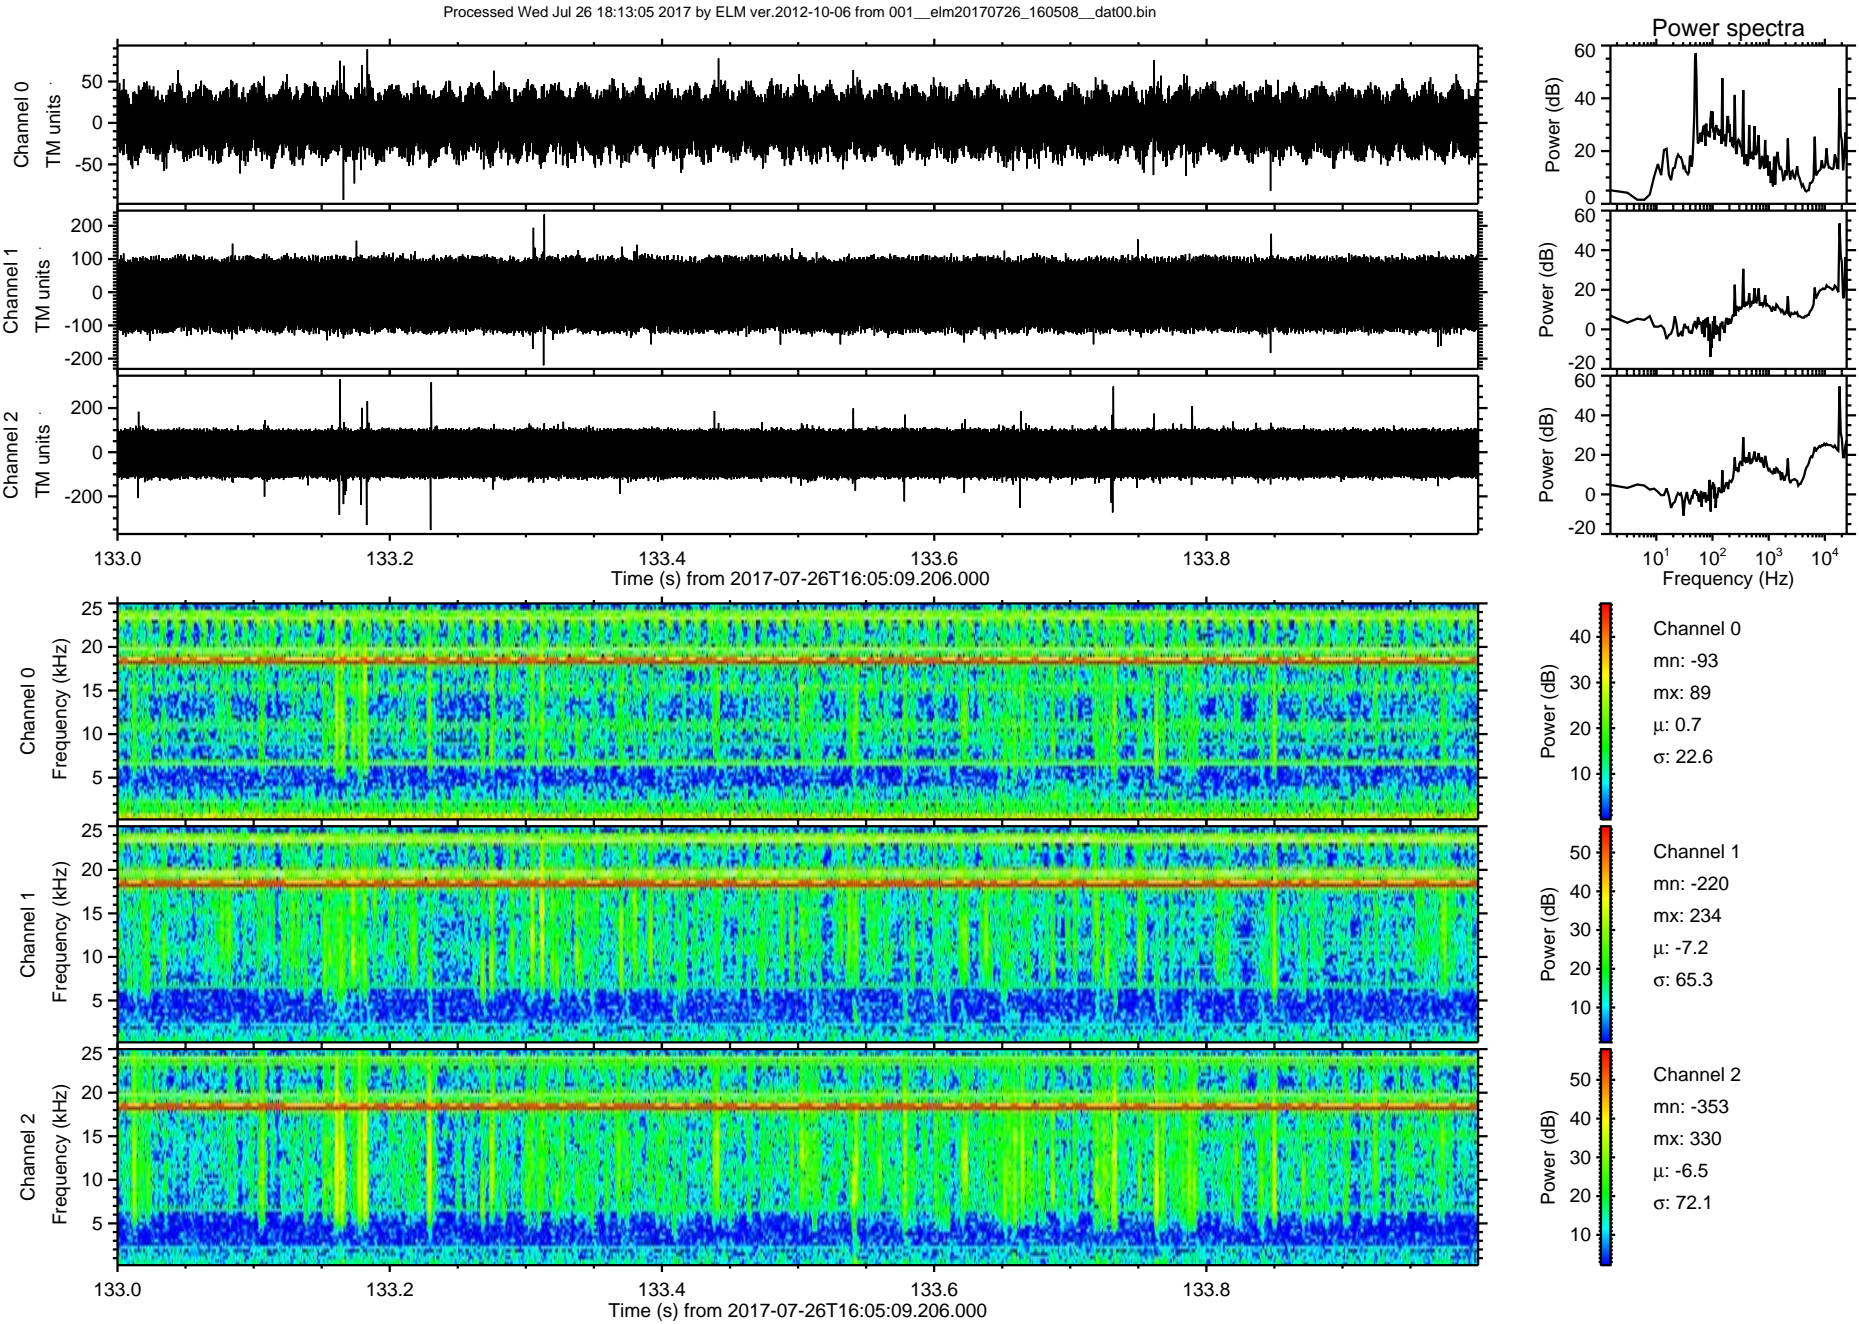 Processed Wed Jul 26 18:13:05 2017 by ELM ver.2012-10-06 from 001__elm20170726_160508__dat00.bin
Power spectra
Channel 0
TM units
50
0
-50
Power (dB)
60
40
20
0
Channel 1
TM units
200
100
0
-100
-200
Power (dB)
60
40
20
0
-20
Channel 2
TM units
200
0
-200
Power (dB)
60
40
20
0
-20
133.0 133.2 133.4 133.6 133.8
Time (s) from 2017-07-26T16:05:09.206.000
10^1 10^2 10^3 10^4
Frequency (Hz)
Channel 0
Frequency (kHz)
25
20
15
10
5
Power (dB)
40
30
20
10
Channel 0
mn: -93
mx: 89
μ: 0.7
σ: 22.6
Channel 1
Frequency (kHz)
25
20
15
10
5
Power (dB)
50
40
30
20
10
Channel 1
mn: -220
mx: 234
μ: -7.2
σ: 65.3
Channel 2
Frequency (kHz)
25
20
15
10
5
Power (dB)
50
40
30
20
10
Channel 2
mn: -353
mx: 330
μ: -6.5
σ: 72.1
133.0 133.2 133.4 133.6 133.8
Time (s) from 2017-07-26T16:05:09.206.000